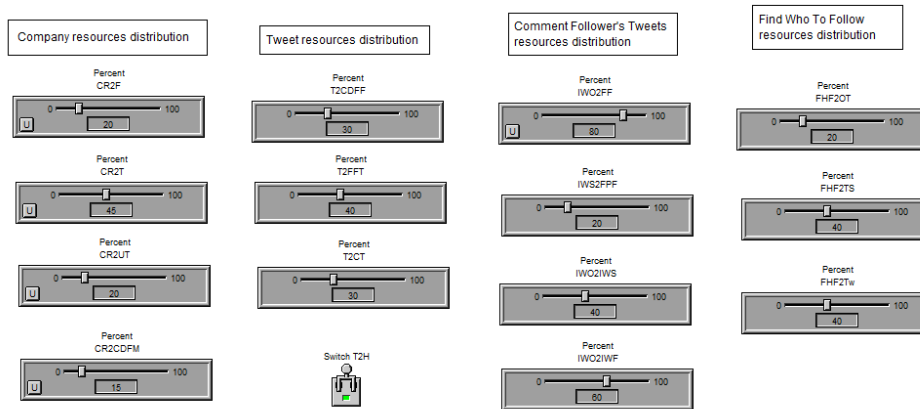 Company resources distribution
Percent
CR2F
0
100
U
20
Percent
CR2T
0
100
U
45
Percent
CR2UT
0
100
U
20
Percent
CR2CDFM
0
100
U
15
Tweet resources distribution
Percent
T2CDFF
0
100
30
Percent
T2FFT
0
100
40
Percent
T2CT
0
100
30
Switch T2H
Comment Follower's Tweets
resources distribution
Percent
IWO2FF
0
100
U
80
Percent
IWS2FPF
0
100
20
Percent
IWO2IWS
0
100
40
Percent
IWO2IWF
0
100
60
Find Who To Follow
resources distribution
Percent
FHF2OT
0
100
20
Percent
FHF2TS
0
100
40
Percent
FHF2Tw
0
100
40